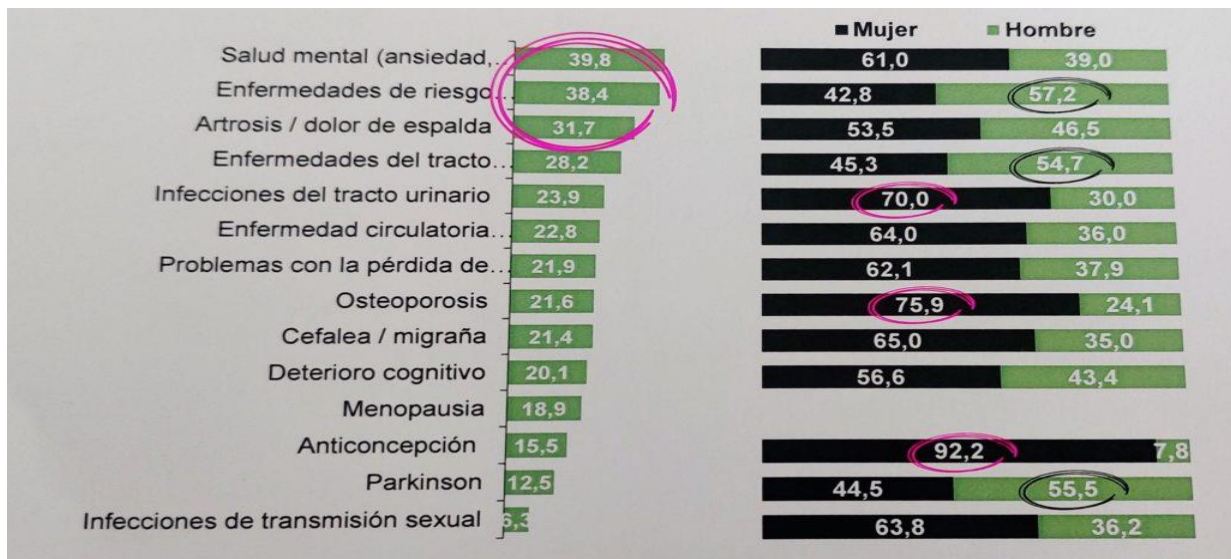 Mujer Hombre
Salud mental (ansiedad,.. 39,8 61,0 39,0
Enfermedades de riesgo... 38,4 42,8 57,2
Artrosis / dolor de espalda 31,7 53,5 46,5
Enfermedades del tracto... 28,2 45,3 54,7
Infecciones del tracto urinario 23,9 70,0 30,0
Enfermedad circulatoria... 22,8 64,0 36,0
Problemas con la pérdida de... 21,9 62,1 37,9
Osteoporosis 21,6 75,9 24,1
Cefalea / migraña 21,4 65,0 35,0
Deterioro cognitivo 20,1 56,6 43,4
Menopausia 18,9
Anticoncepción 15,5 92,2 7,8
Parkinson 12,5 44,5 55,5
Infecciones de transmisión sexual 6,3 63,8 36,2